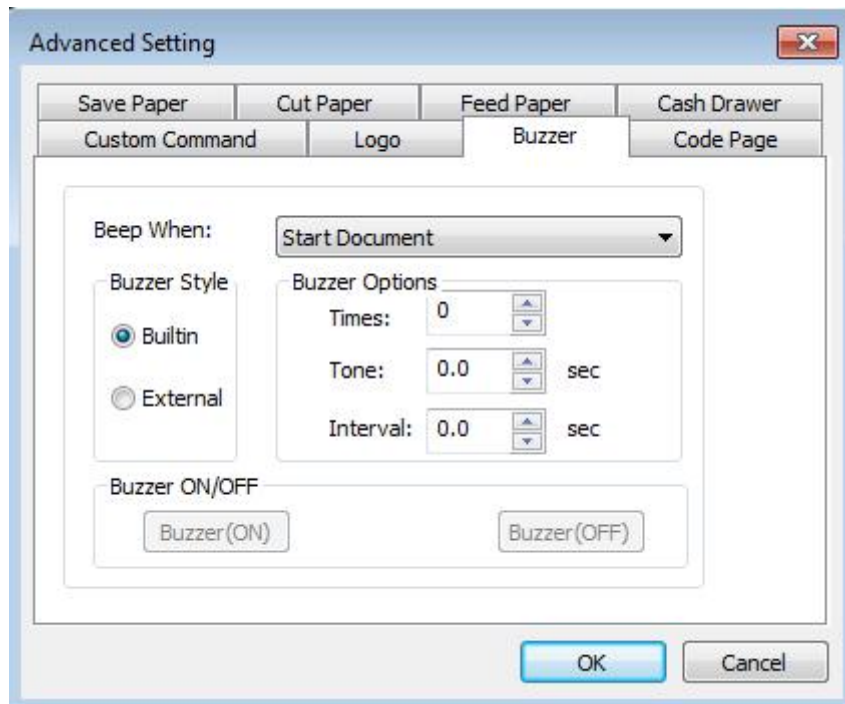 Advanced Setting
Save Paper Cut Paper Feed Paper Cash Drawer
Custom Command Logo Buzzer Code Page
Beep When: Start Document
Buzzer Style Buzzer Options
Times: 0
Builtin
Tone: 0.0 sec
External
Interval: 0.0 sec
Buzzer ON/OFF
Buzzer(ON) Buzzer(OFF)
OK Cancel